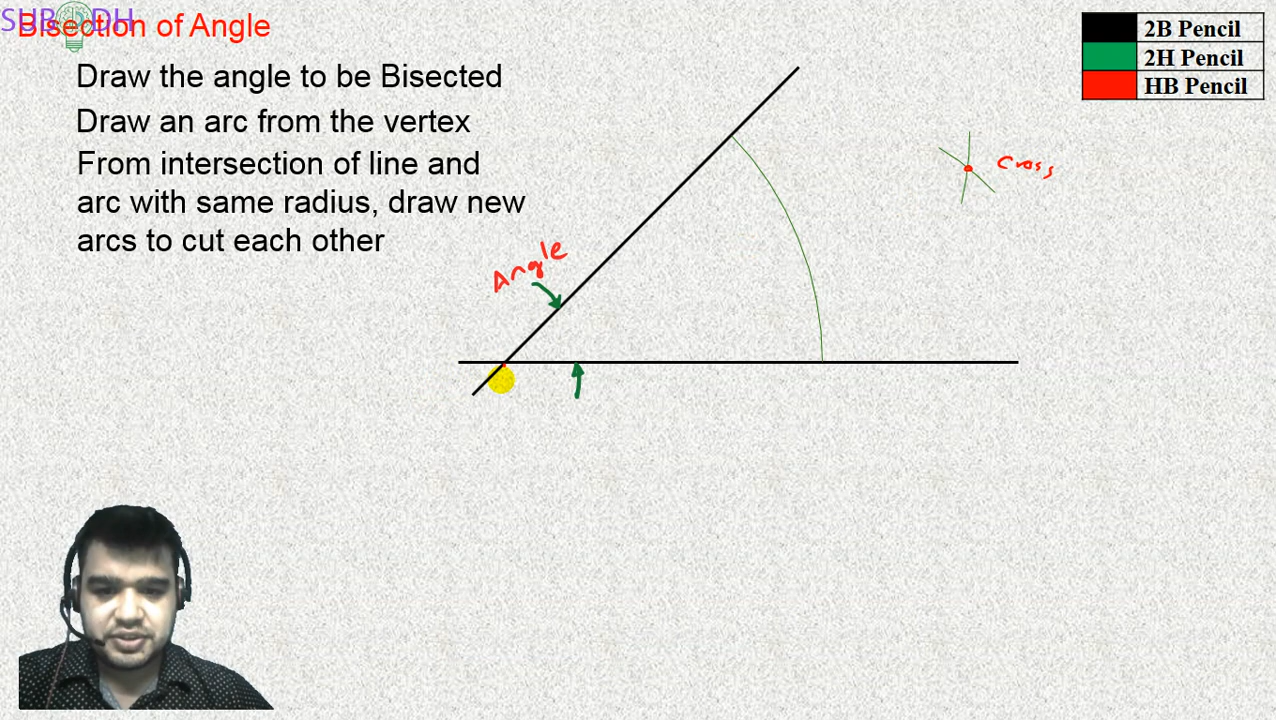 SUBODH
Bisection of Angle
Draw the angle to be Bisected
Draw an arc from the vertex
From intersection of line and
arc with same radius, draw new
arcs to cut each other
2B Pencil
2H Pencil
HB Pencil
Cross
Angle